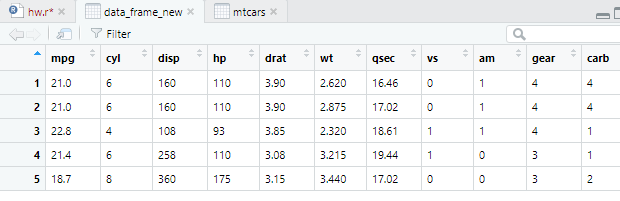 hw.r* data_frame_new mtcars
Filter
mpg cyl disp hp drat wt qsec vs am gear carb
1 21.0 6 160 110 3.90 2.620 16.46 0 1 4 4
2 21.0 6 160 110 3.90 2.875 17.02 0 1 4 4
3 22.8 4 108 93 3.85 2.320 18.61 1 1 4 1
4 21.4 6 258 110 3.08 3.215 19.44 1 0 3 1
5 18.7 8 360 175 3.15 3.440 17.02 0 0 3 2